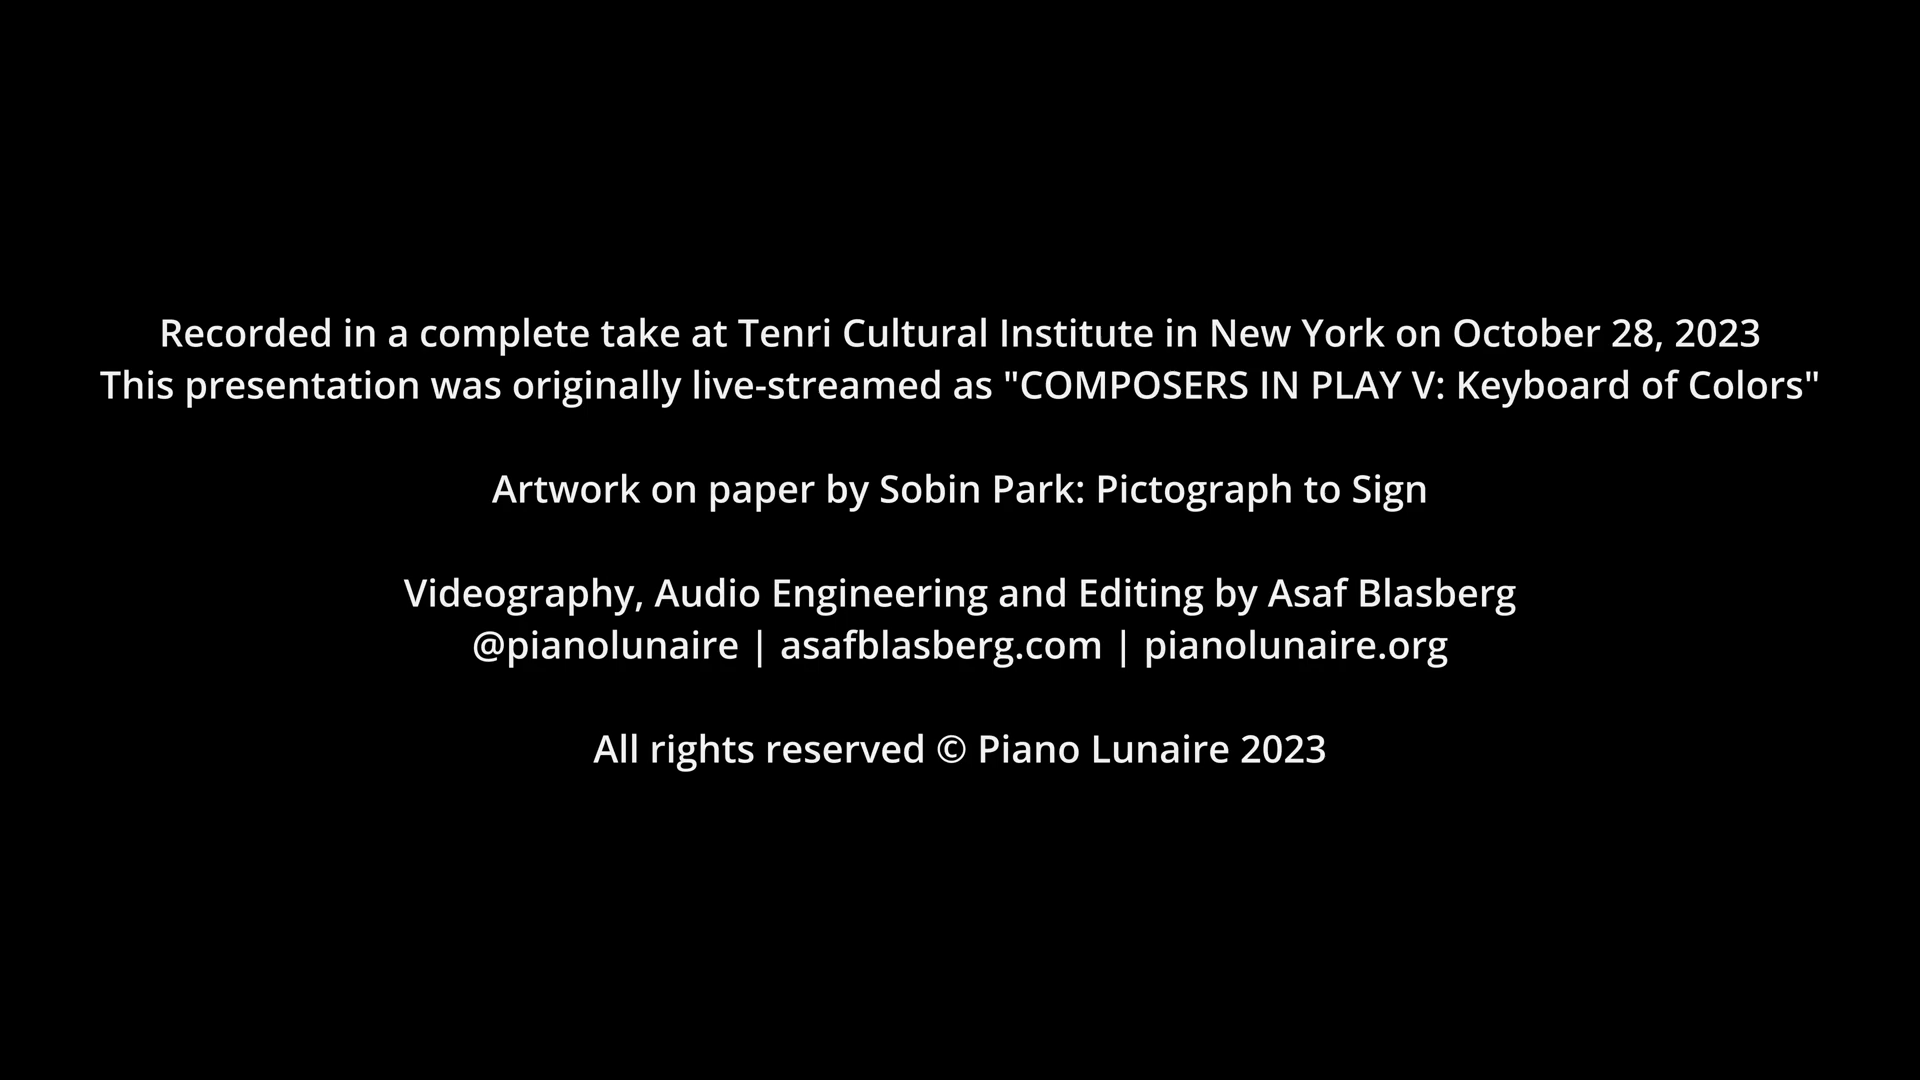 Recorded in a complete take at Tenri Cultural Institute in New York on October 28, 2023
This presentation was originally live-streamed as "COMPOSERS IN PLAY V: Keyboard of Colors"
Artwork on paper by Sobin Park: Pictograph to Sign
Videography, Audio Engineering and Editing by Asaf Blasberg
@pianolunaire | asafblasberg.com | pianolunaire.org
All rights reserved © Piano Lunaire 2023